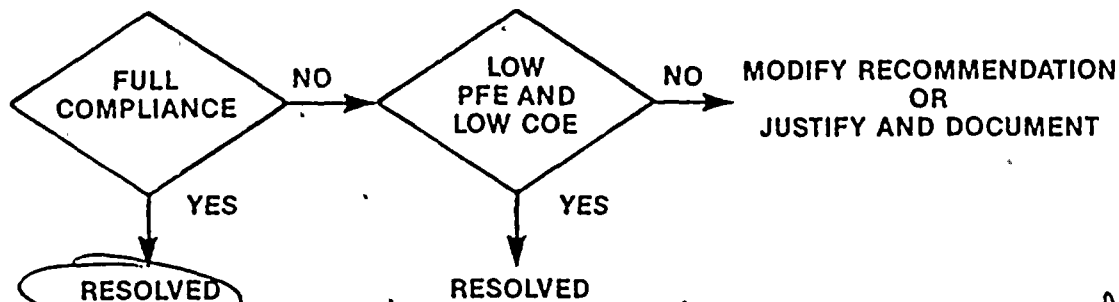 FULL
COMPLIANCE
NO
LOW
PFE AND
LOW COE
NO
MODIFY RECOMMENDATION
OR
JUSTIFY AND DOCUMENT
YES
YES
RESOLVED
RESOLVED